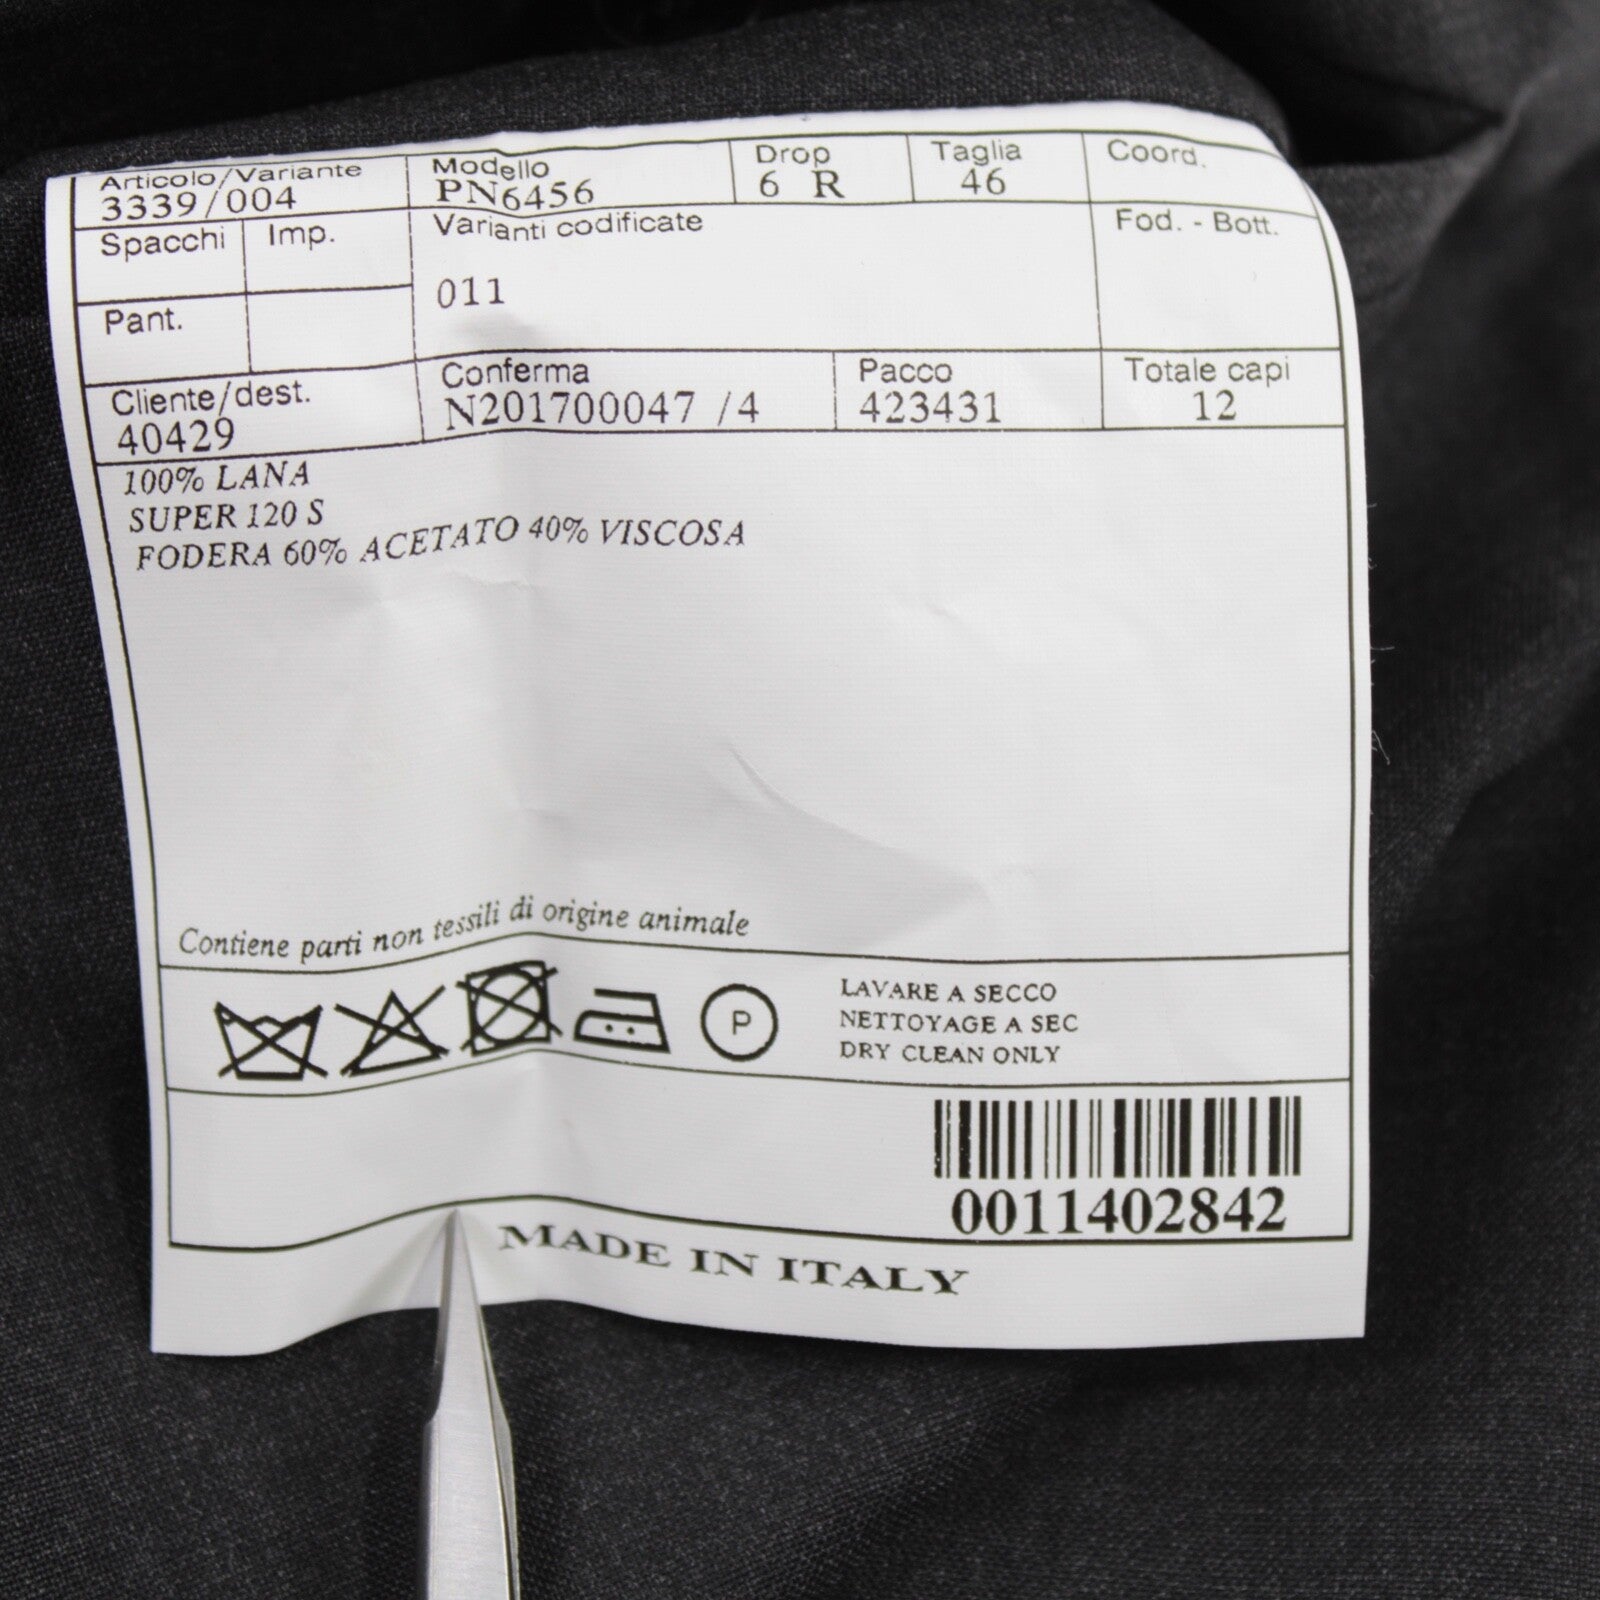 Articolo/Variante Modello Drop Taglia Coord.
3339/004 PN6456 6 R 46
Spacchi Imp. Varianti codificate Fod. - Bott.
011
Pant.
Cliente/dest. Conferma Pacco Totale capi
40429 N201700047 /4 423431 12
100% LANA
SUPER 120 S
FODERA 60% ACETATO 40% VISCOSA
Contiene parti non tessili di origine animale
P
LAVARE A SECCO
NETTOYAGE A SEC
DRY CLEAN ONLY
0011402842
MADE IN ITALY